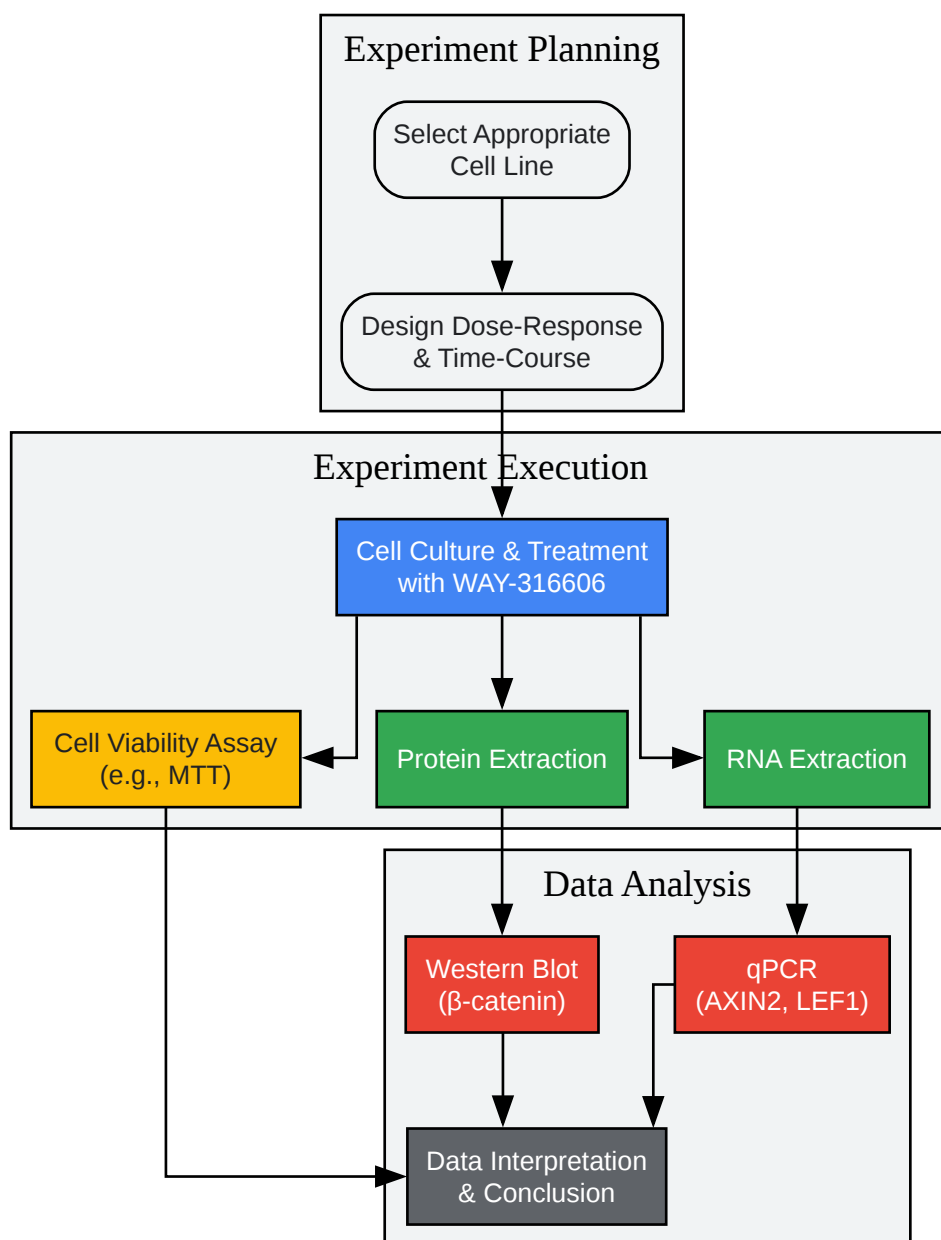 Experiment Planning
Select Appropriate
Cell Line
Design Dose-Response
& Time-Course
Experiment Execution
Cell Culture & Treatment
with WAY-316606
Cell Viability Assay
(e.g., MTT)
Protein Extraction
RNA Extraction
Data Analysis
Western Blot
(β-catenin)
qPCR
(AXIN2, LEF1)
Data Interpretation
& Conclusion